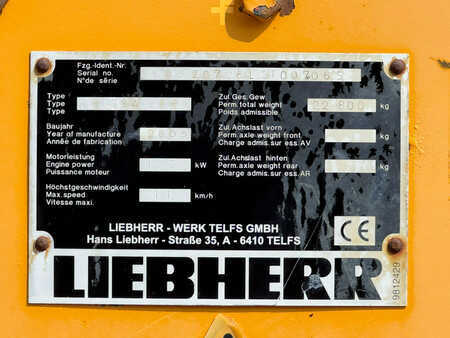 Fzg.-Ident.-Nr.
Serial no.
N° de série
Typ
Type
Type
Zul.Ges.Gew.
Perm.total weight
Poids admissible
22 800 kg
Baujahr
Year of manufacture
Année de fabrication
Zul.Achslast vorn
Perm.axle weight front
Charge admis.sur ess.AV
kg
Motorleistung
Engine power
Puissance moteur
kW
Zul.Achslast hinten
Perm.axle weight rear
Charge admis.sur ess.AR
kg
Höchstgeschwindigkeit
Max.speed
Vitesse maxi.
km/h
LIEBHERR - WERK TELFS GMBH
Hans Liebherr - Straße 35, A - 6410 TELFS
CE
LIEBHERR
9812429